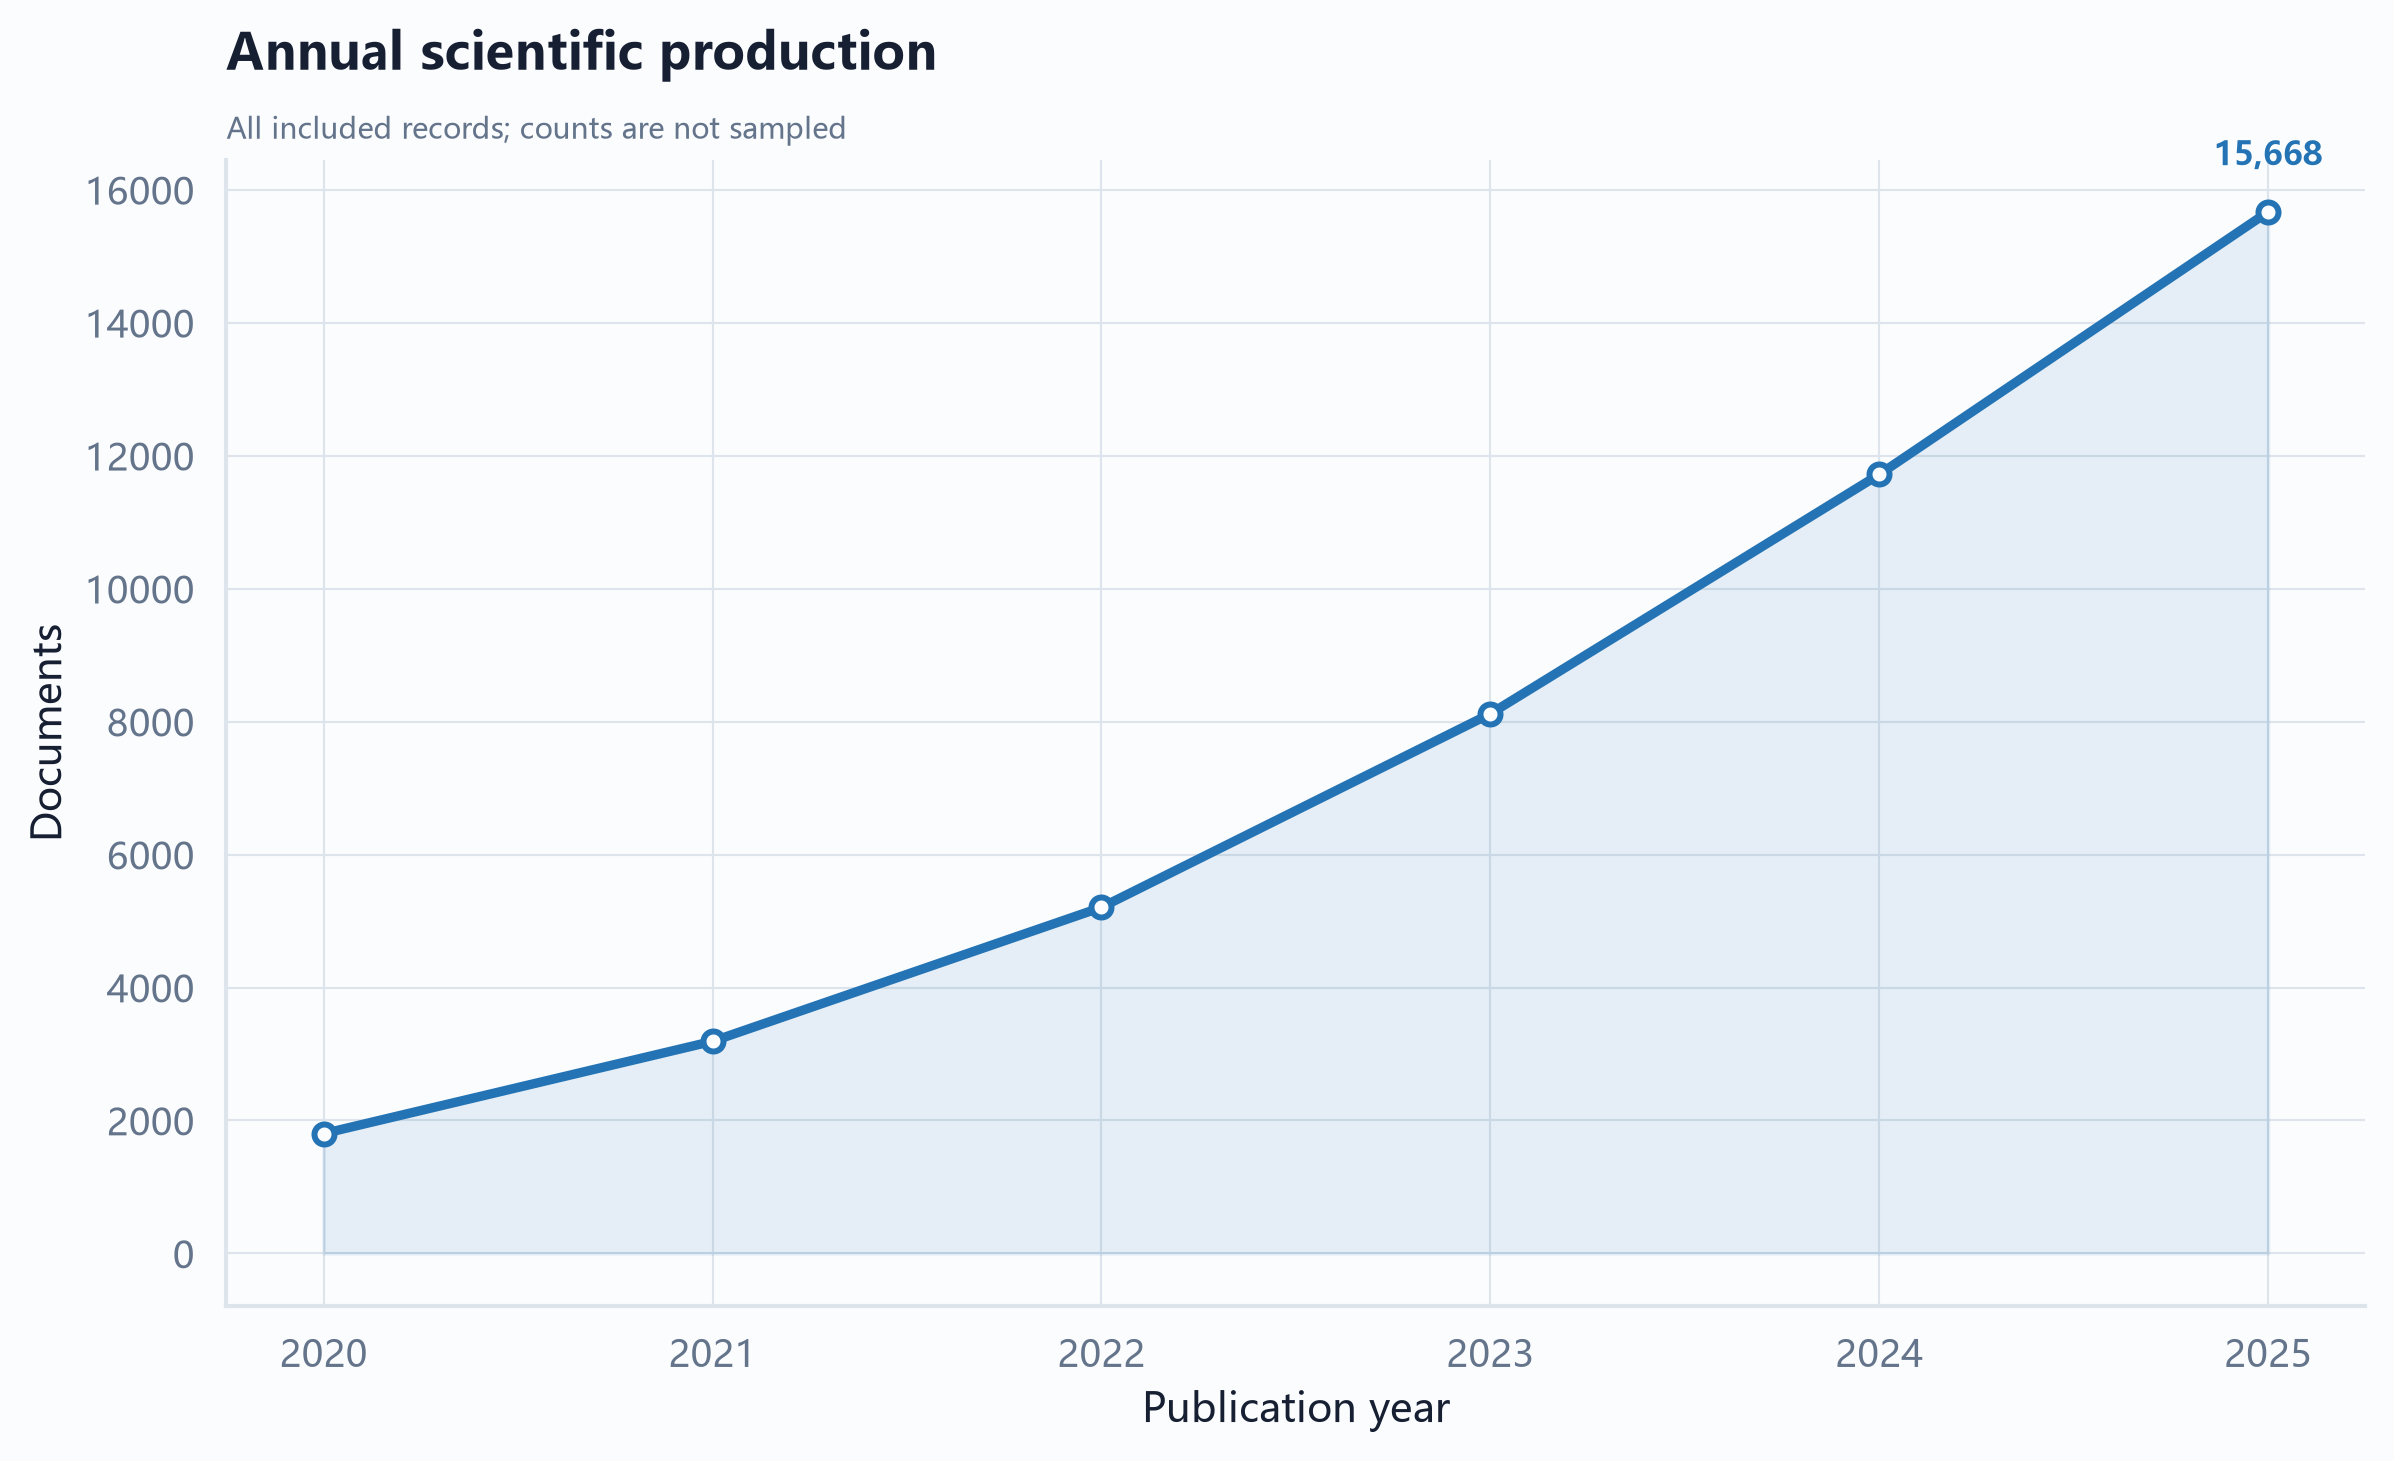 Annual scientific production
All included records; counts are not sampled
15,668
16000
14000
12000
10000
8000
6000
4000
2000
0
Documents
2020 2021 2022 2023 2024 2025
Publication year